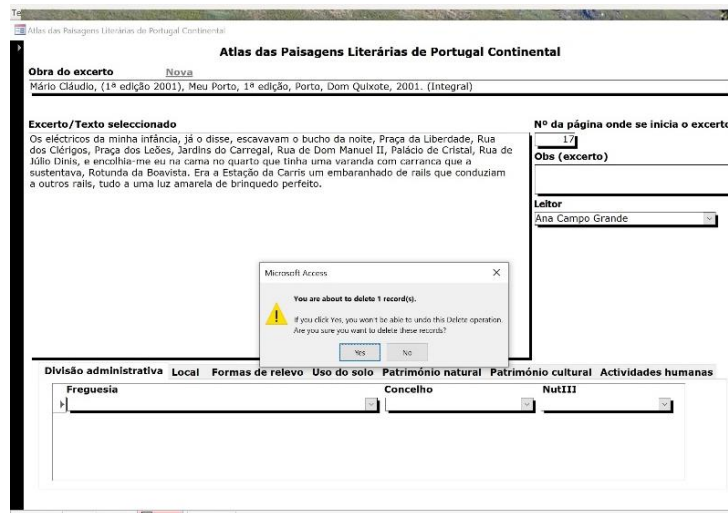 Te
Atlas das Paisagens Literárias de Portugal Continental
Atlas das Paisagens Literárias de Portugal Continental
Obra do excerto Nova
Mário Cláudio, (1ª edição 2001), Meu Porto, 1ª edição, Porto, Dom Quixote, 2001. (Integral)
Excerto/Texto seleccionado
Os eléctricos da minha infância, já o disse, escavavam o bucho da noite, Praça da Liberdade, Rua
dos Clérigos, Praça dos Leões, Jardins do Carregal, Rua de Dom Manuel II, Palácio de Cristal, Rua de
Júlio Dinis, e encolhia-me eu na cama no quarto que tinha uma varanda com carranca que a
sustentava, Rotunda da Boavista. Era a Estação da Carris um embaranhado de rails que conduziam
a outros rails, tudo a uma luz amarela de brinquedo perfeito.
Nº da página onde se inicia o excerto
17
Obs (excerto)
Leitor
Ana Campo Grande
Microsoft Access
You are about to delete 1 record(s).
If you click Yes, you won't be able to undo this Delete operation.
Are you sure you want to delete these records?
Yes No
Divisão administrativa Local Formas de relevo Uso do solo Património natural Património cultural Actividades humanas
Freguesia Concelho NutIII